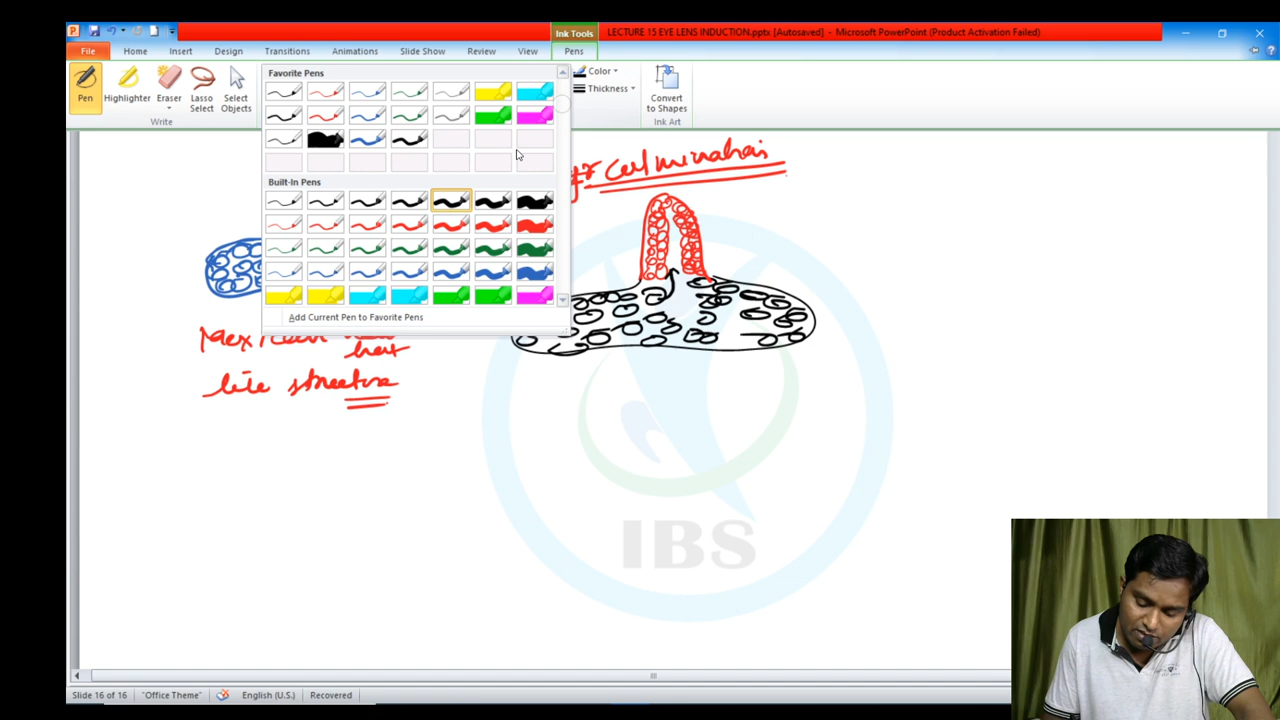 Ink Tools
LECTURE 15 EYE LENS INDUCTION.pptx [Autosaved] - Microsoft PowerPoint (Product Activation Failed)
File Home Insert Design Transitions Animations Slide Show Review View Pens
Pen Highlighter Eraser Lasso Select Select Objects
Write
Favorite Pens
Built-In Pens
Add Current Pen to Favorite Pens
Color
Thickness
Convert to Shapes
Ink Art
culmination
hat
like structure
IBS
Slide 16 of 16 "Office Theme" English (U.S.) Recovered